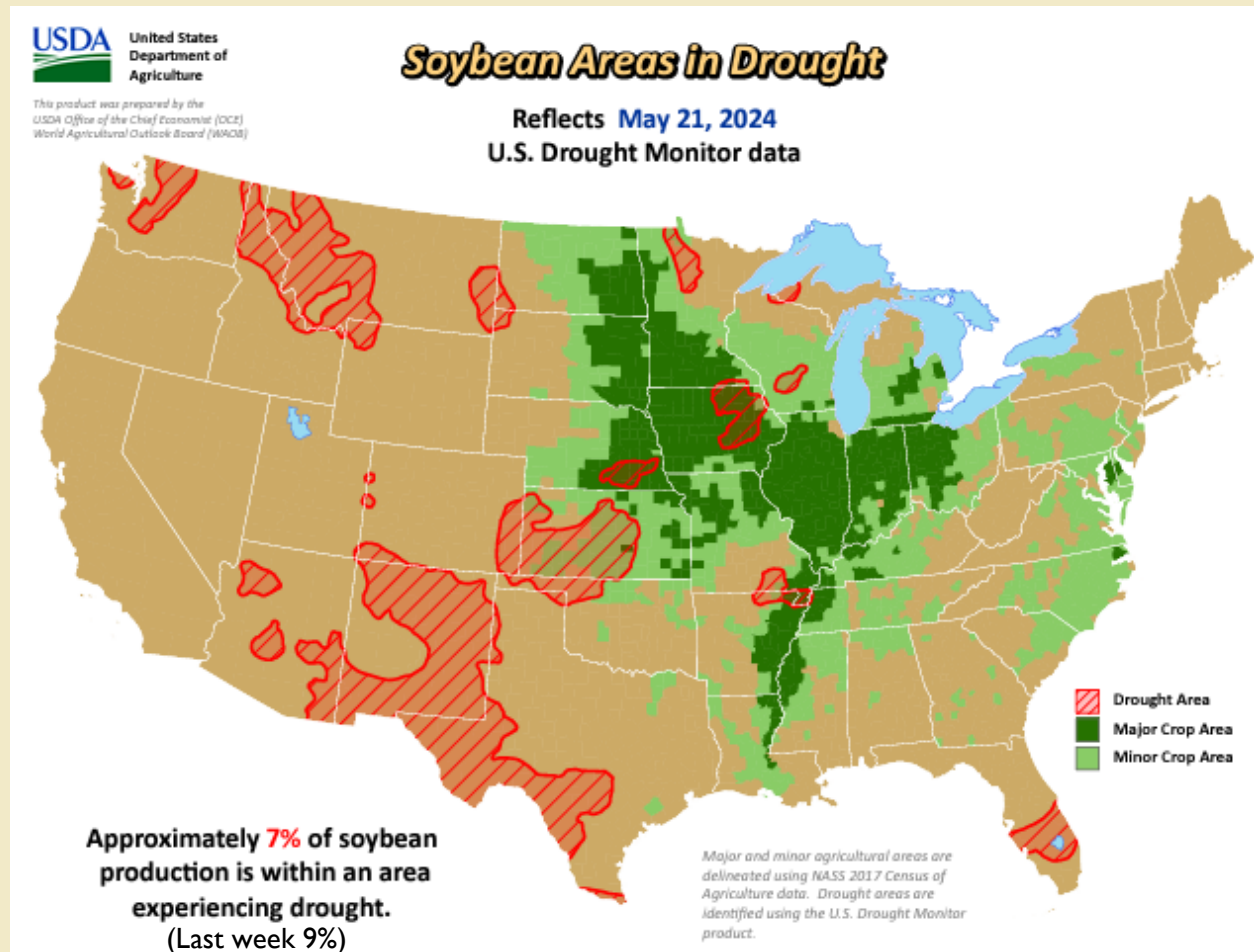 USDA
United States
Department of
Agriculture
This product was prepared by the
USDA Office of the Chief Economist (OCE)
World Agricultural Outlook Board (WAOB)
Soybean Areas in Drought
Reflects May 21, 2024
U.S. Drought Monitor data
Drought Area
Major Crop Area
Minor Crop Area
Approximately 7% of soybean
production is within an area
experiencing drought.
(Last week 9%)
Major and minor agricultural areas are
delineated using NASS 2017 Census of
Agriculture data. Drought areas are
identified using the U.S. Drought Monitor
product.